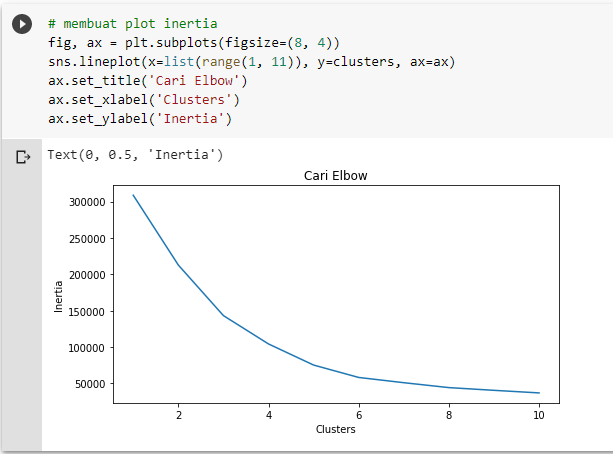 # membuat plot inertia
fig, ax = plt.subplots(figsize=(8, 4))
sns.lineplot(x=list(range(1, 11)), y=clusters, ax=ax)
ax.set_title('Cari Elbow')
ax.set_xlabel('Clusters')
ax.set_ylabel('Inertia')
Text(0, 0.5, 'Inertia')
Cari Elbow
300000
250000
200000
150000
100000
50000
Inertia
2 4 6 8 10
Clusters